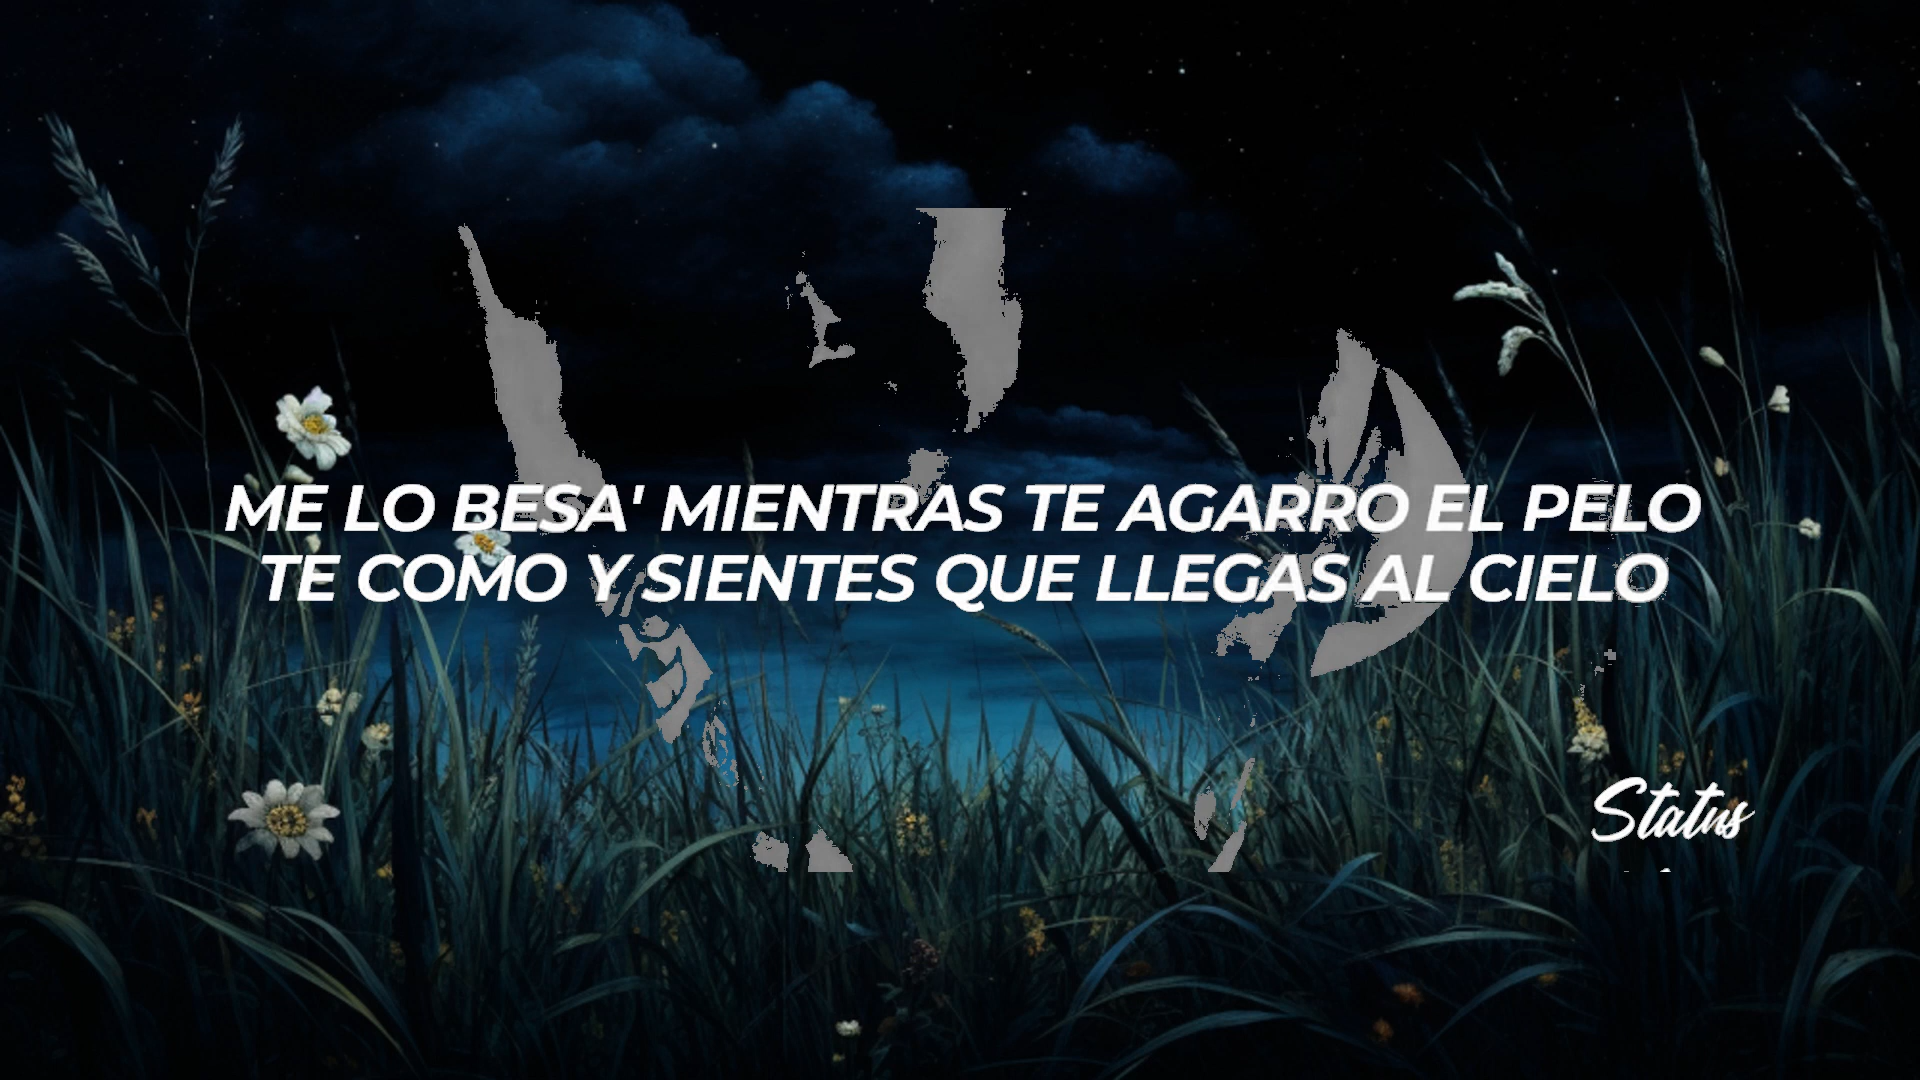 ME LO BESA' MIENTRAS TE AGARRO EL PELO
TE COMO Y SIENTES QUE LLEGAS AL CIELO
Status